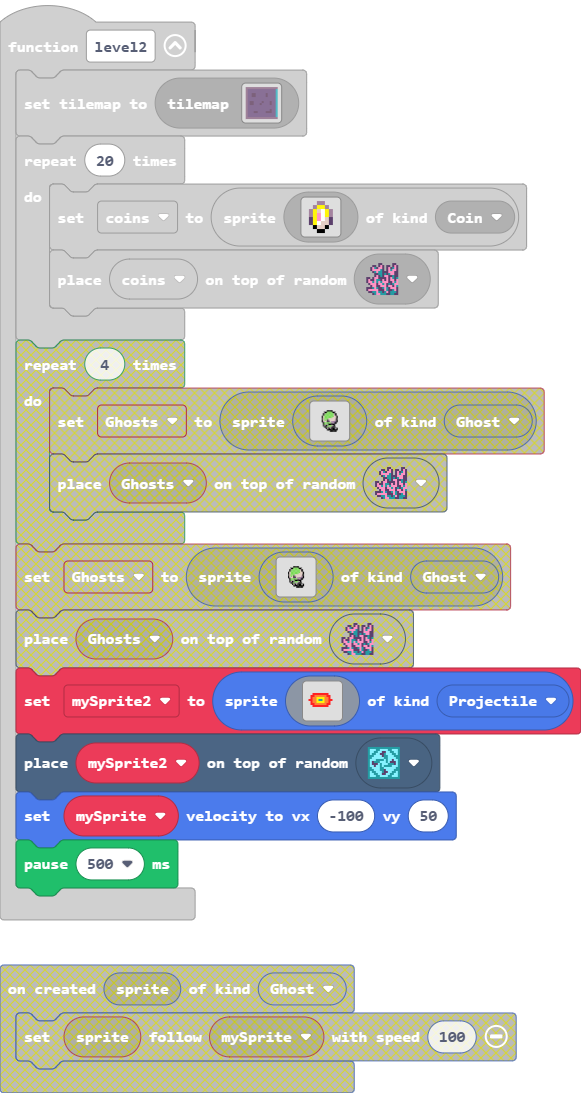 function level2
set tilemap to tilemap
repeat 20 times
do
set coins to sprite of kind Coin
place coins on top of random
repeat 4 times
do
set Ghosts to sprite of kind Ghost
place Ghosts on top of random
set Ghosts to sprite of kind Ghost
place Ghosts on top of random
set mySprite2 to sprite of kind Projectile
place mySprite2 on top of random
set mySprite velocity to vx -100 vy 50
pause 500 ms
on created sprite of kind Ghost
set sprite follow mySprite with speed 100